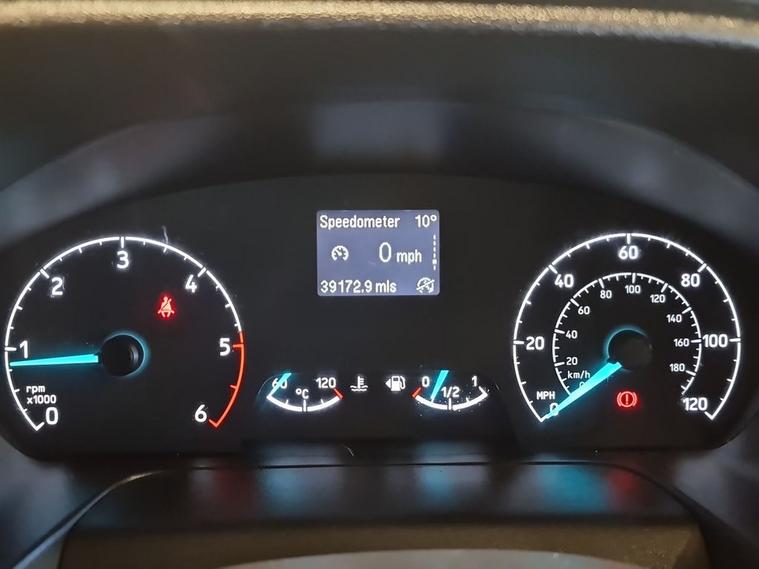 Speedometer 10°
0 mph
39172.9 mls
0 1 2 3 4 5 6
rpm
x1000
60 120
°C
0 1/2 1
0 20 40 60 80 100 120
MPH
20 40 60 80 100 120 140 160 180
km/h